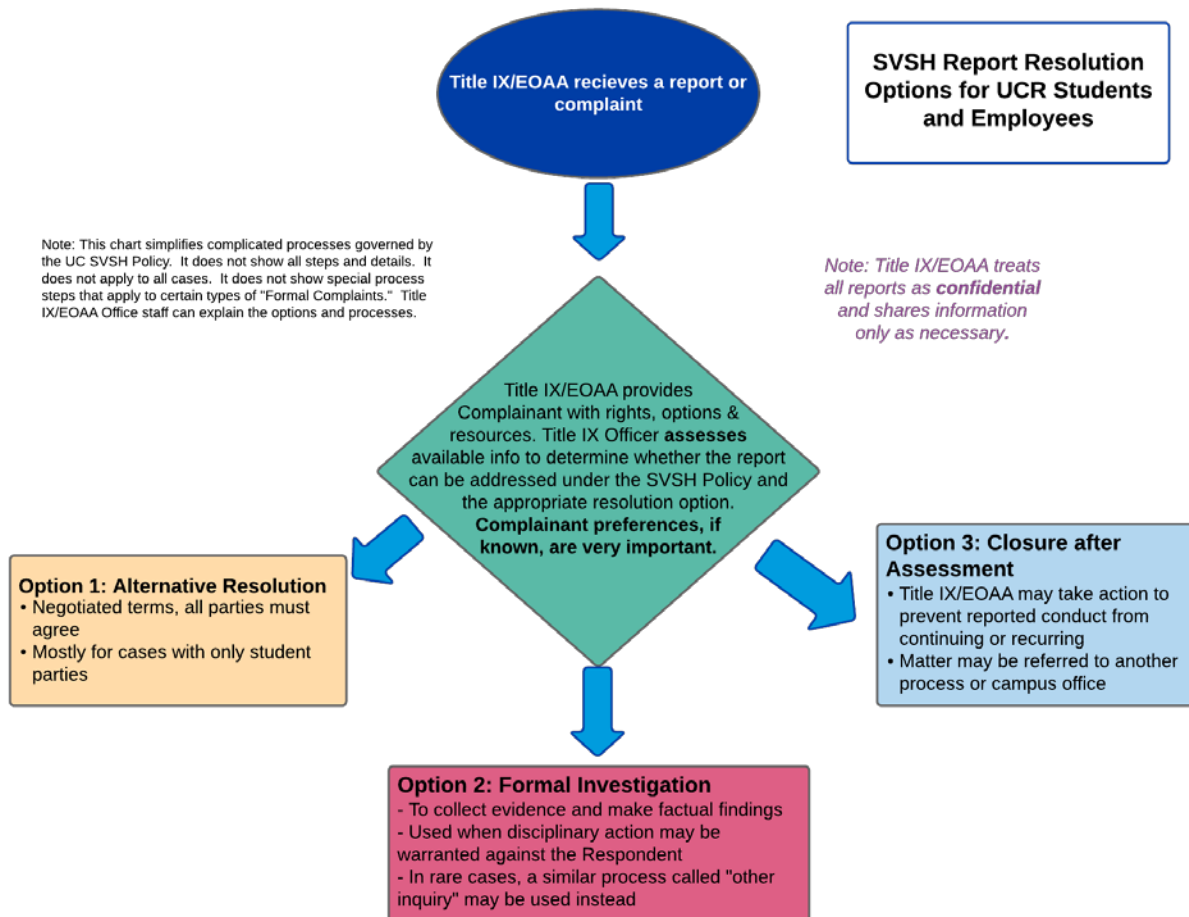 Title IX/EOAA recieves a report or
complaint
SVSH Report Resolution
Options for UCR Students
and Employees
Note: This chart simplifies complicated processes governed by
the UC SVSH Policy. It does not show all steps and details. It
does not apply to all cases. It does not show special process
steps that apply to certain types of "Formal Complaints." Title
IX/EOAA Office staff can explain the options and processes.
Note: Title IX/EOAA treats
all reports as confidential
and shares information
only as necessary.
Title IX/EOAA provides
Complainant with rights, options &
resources. Title IX Officer assesses
available info to determine whether the report
can be addressed under the SVSH Policy and
the appropriate resolution option.
Complainant preferences, if
known, are very important.
Option 1: Alternative Resolution
• Negotiated terms, all parties must
agree
• Mostly for cases with only student
parties
Option 3: Closure after
Assessment
• Title IX/EOAA may take action to
prevent reported conduct from
continuing or recurring
• Matter may be referred to another
process or campus office
Option 2: Formal Investigation
- To collect evidence and make factual findings
- Used when disciplinary action may be
warranted against the Respondent
- In rare cases, a similar process called "other
inquiry" may be used instead